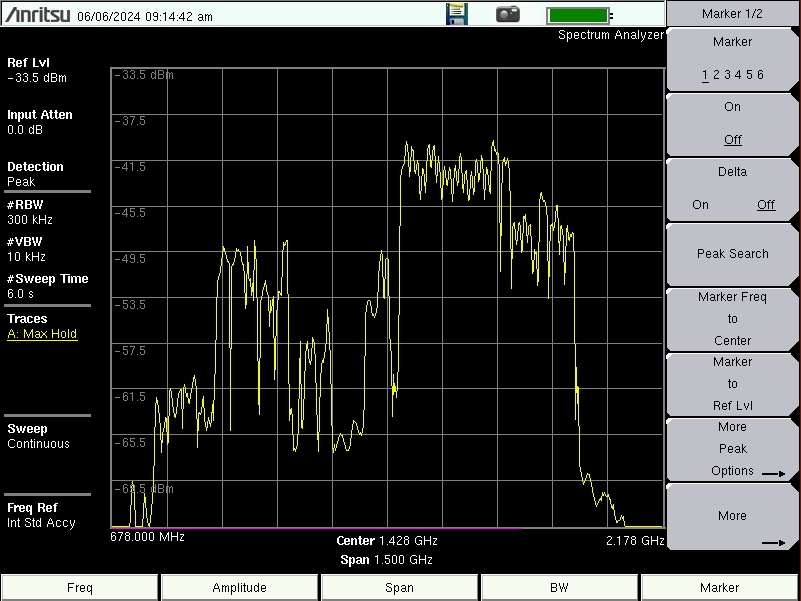 Anritsu 06/06/2024 09:14:42 am
Spectrum Analyzer
Ref Lvl
-33.5 dBm
Input Atten
0.0 dB
Detection
Peak
#RBW
300 kHz
#VBW
10 kHz
#Sweep Time
6.0 s
Traces
A: Max Hold
Sweep
Continuous
Freq Ref
Int Std Accy
-33.5 dBm
-37.5
-41.5
-45.5
-49.5
-53.5
-57.5
-61.5
-65.5
-69.5 dBm
678.000 MHz
Center 1.428 GHz
2.178 GHz
Span 1.500 GHz
Marker 1/2
Marker
1 2 3 4 5 6
On
Off
Delta
On Off
Peak Search
Marker Freq
to
Center
Marker
to
Ref Lvl
More
Peak
Options
More
Freq
Amplitude
Span
BW
Marker